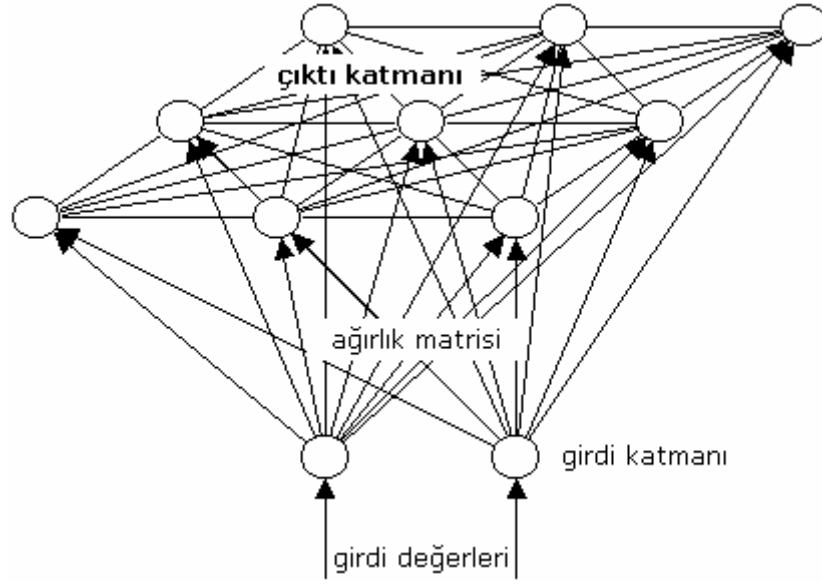 çıktı katmanı
ağırlık matrisi
girdi katmanı
girdi değerleri